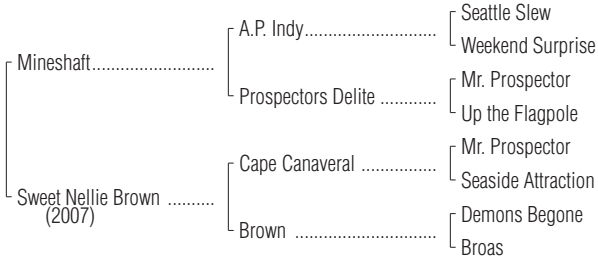 Seattle Slew
A.P. Indy..............................
Weekend Surprise
Mineshaft............................
Mr. Prospector
Prospectors Delite .............
Up the Flagpole
Mr. Prospector
Cape Canaveral .................
Seaside Attraction
Sweet Nellie Brown ..........
(2007)
Demons Begone
Brown ................................
Broas